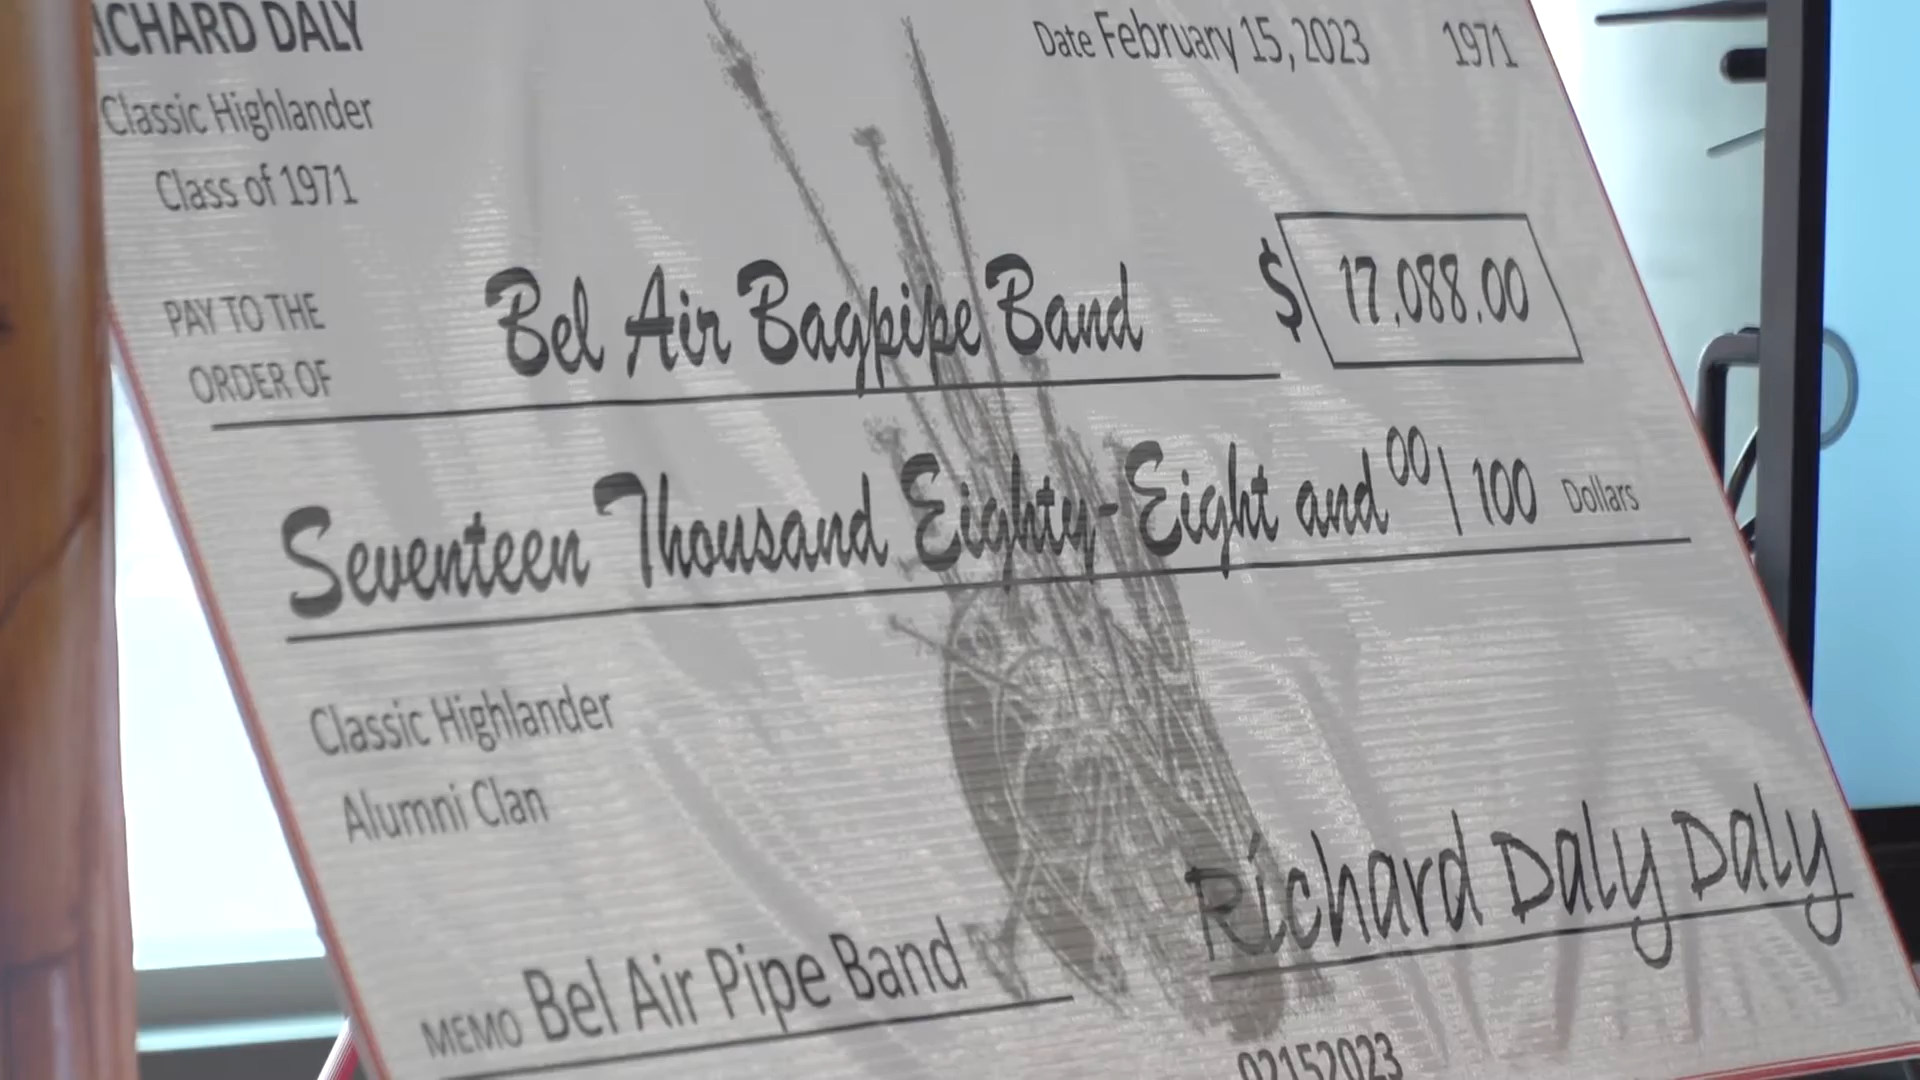 RICHARD DALY
Date February 15, 2023 1971
Classic Highlander
Class of 1971
PAY TO THE
ORDER OF
Bel Air Bagpipe Band $ 17,088.00
Seventeen Thousand Eighty-Eight and 00/100 Dollars
Classic Highlander
Alumni Clan
Richard Daly Daly
MEMO Bel Air Pipe Band
02152023